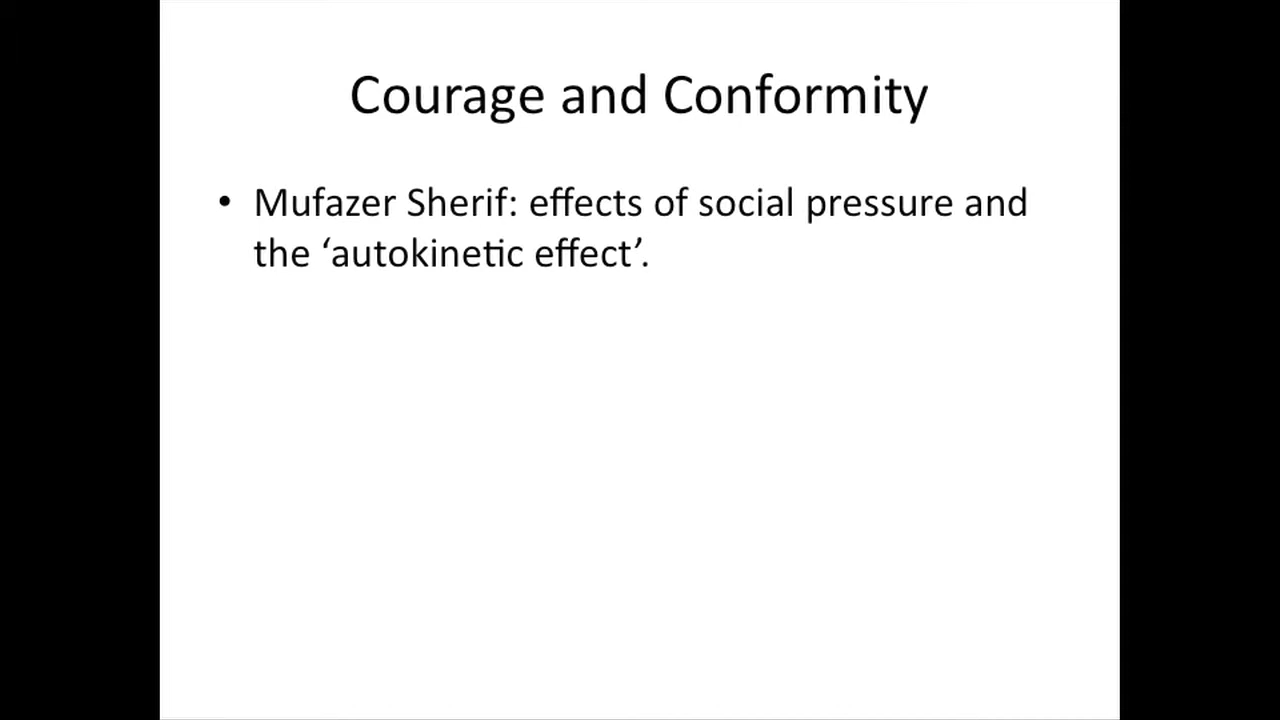 Courage and Conformity
• Mufazer Sherif: effects of social pressure and
the ‘autokinetic effect’.